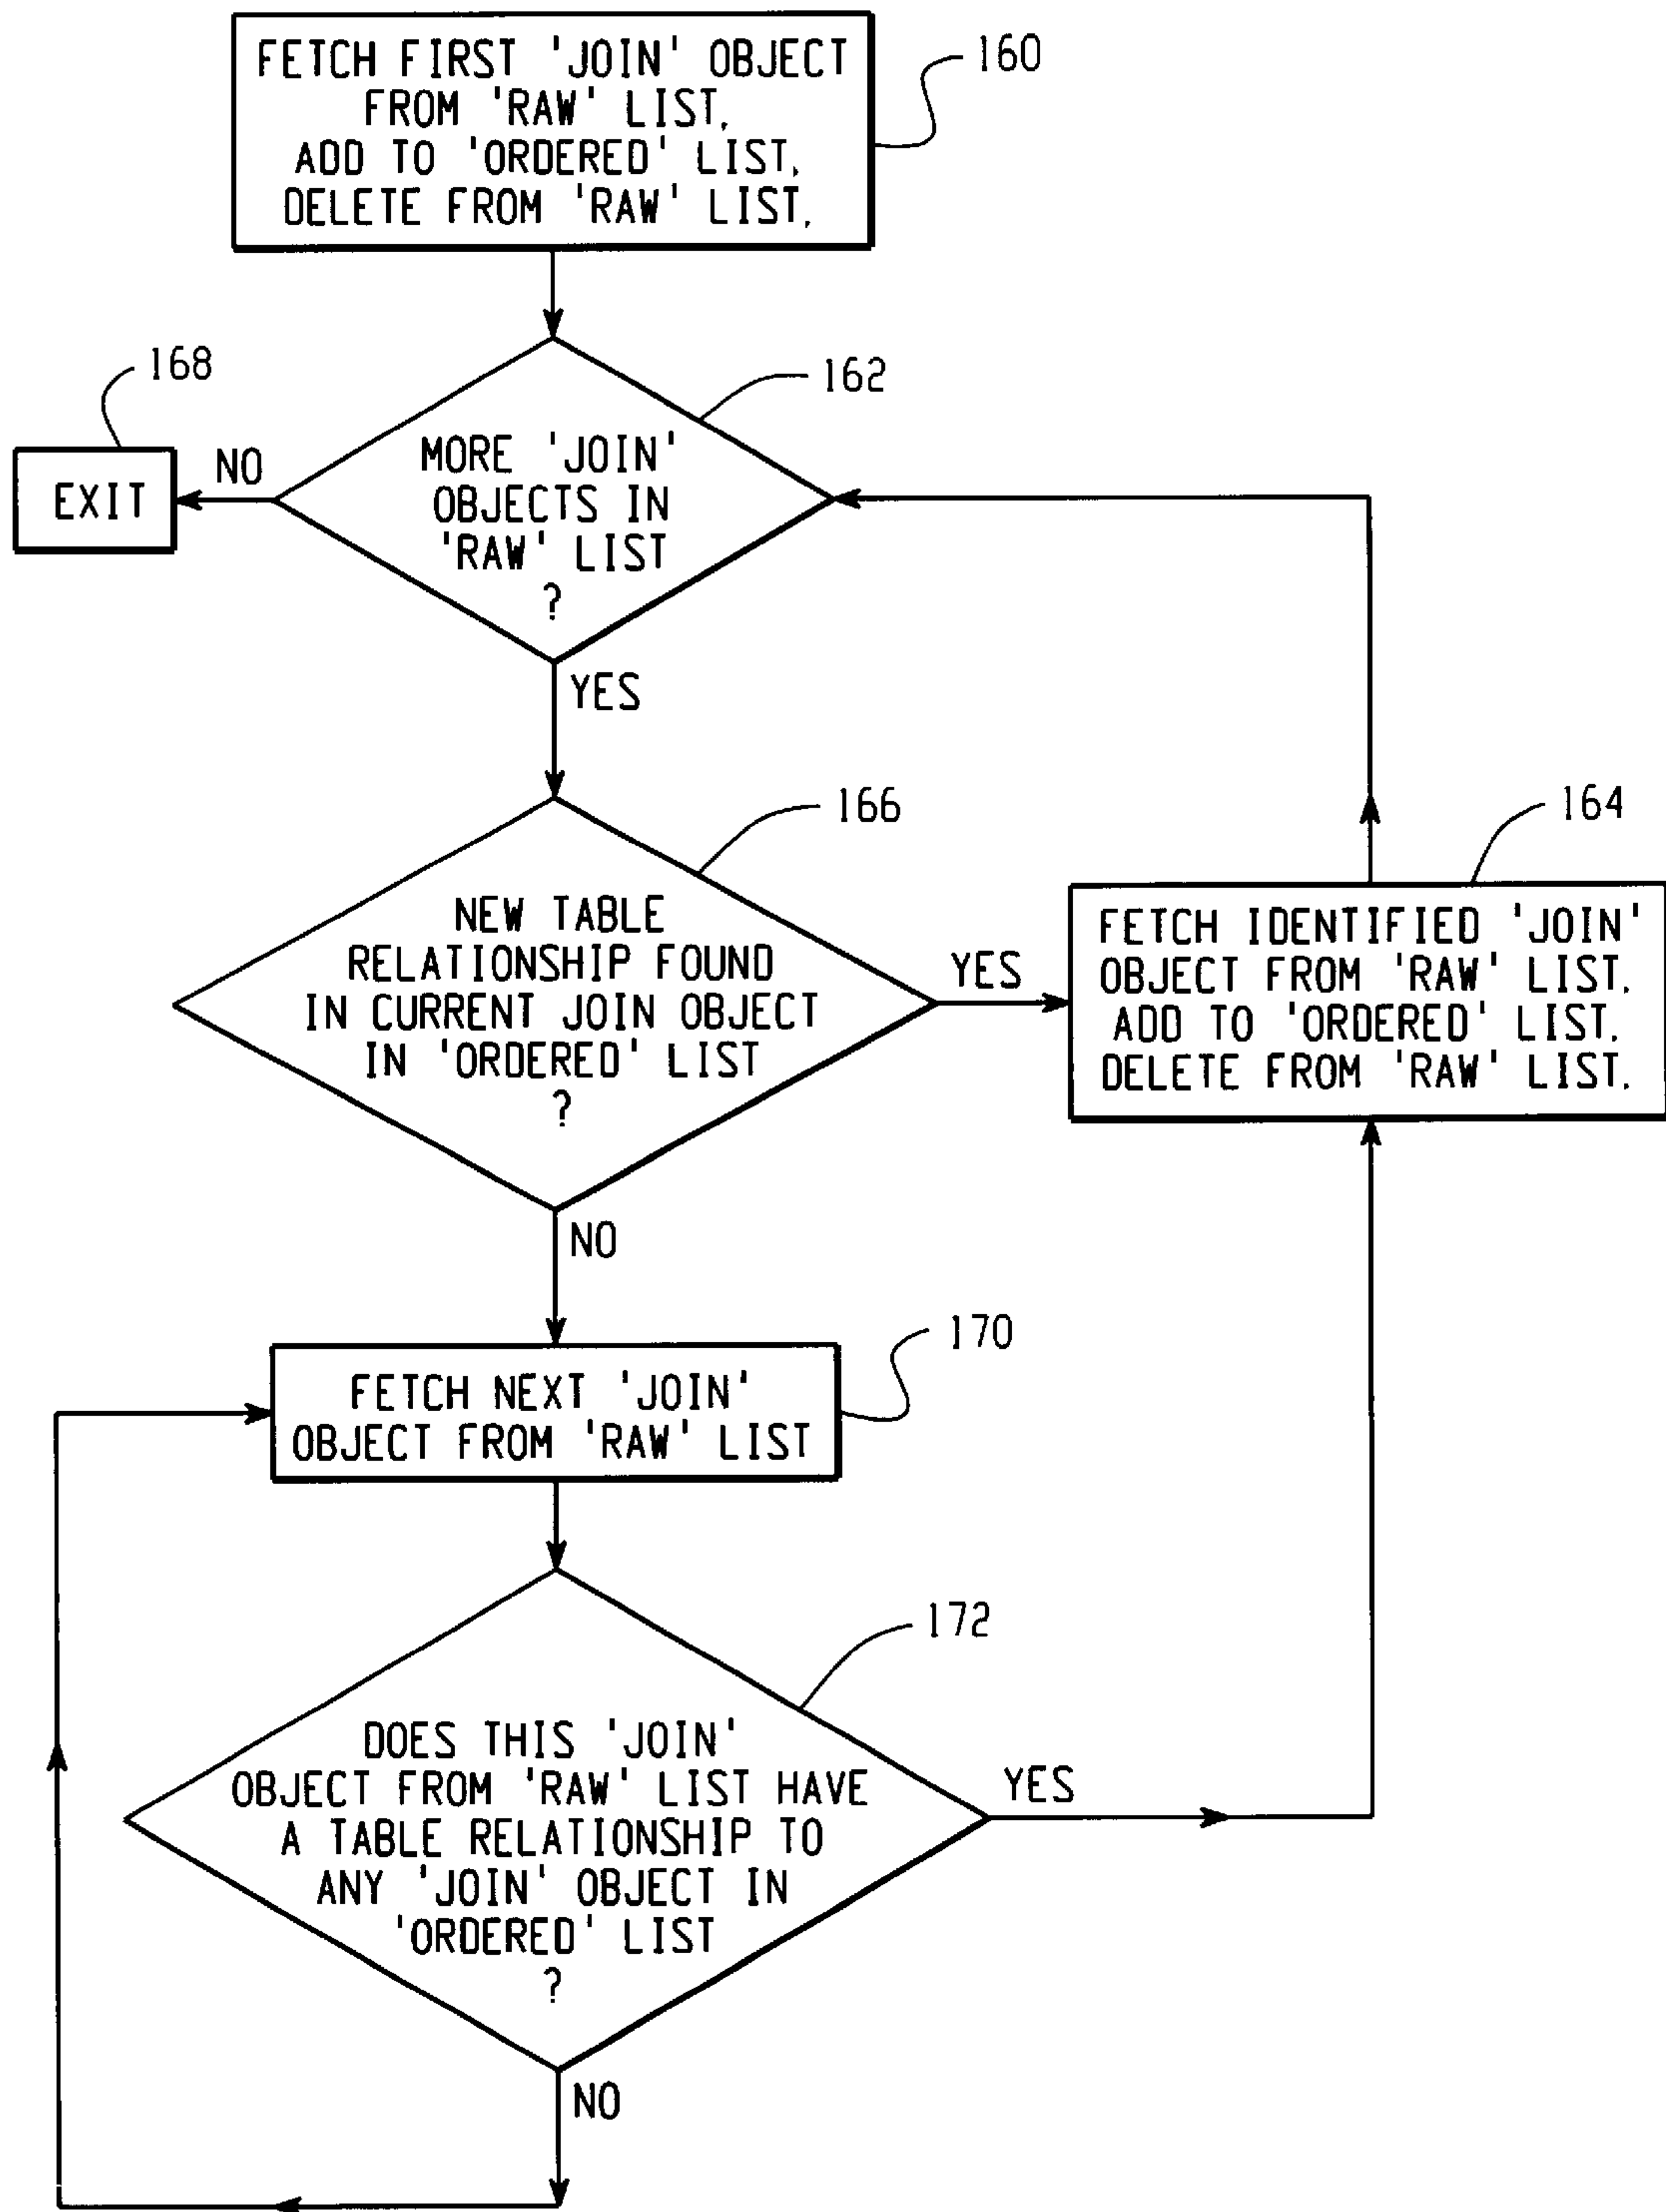 FETCH FIRST 'JOIN' OBJECT
FROM 'RAW' LIST.
ADD TO 'ORDERED' LIST.
DELETE FROM 'RAW' LIST.
160
168
162
EXIT
NO
MORE 'JOIN'
OBJECTS IN
'RAW' LIST
?
YES
166
164
NEW TABLE
RELATIONSHIP FOUND
IN CURRENT JOIN OBJECT
IN 'ORDERED' LIST
?
YES
FETCH IDENTIFIED 'JOIN'
OBJECT FROM 'RAW' LIST.
ADD TO 'ORDERED' LIST.
DELETE FROM 'RAW' LIST.
NO
170
FETCH NEXT 'JOIN'
OBJECT FROM 'RAW' LIST
172
DOES THIS 'JOIN'
OBJECT FROM 'RAW' LIST HAVE
A TABLE RELATIONSHIP TO
ANY 'JOIN' OBJECT IN
'ORDERED' LIST
?
YES
NO